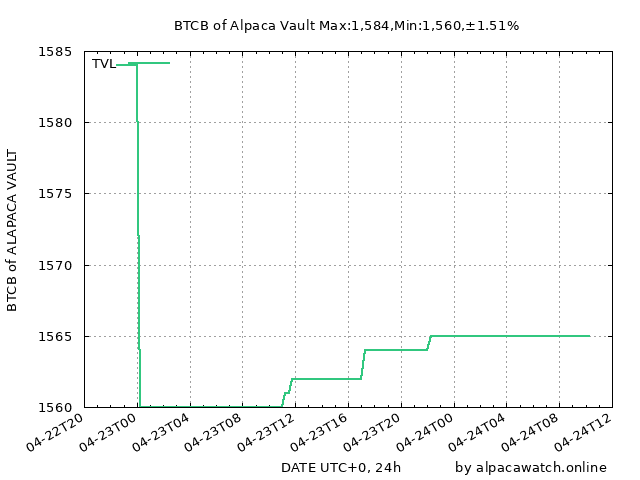 BTCB of Alpaca Vault Max:1,584,Min:1,560,±1.51%
TVL
1585
1580
1575
1570
1565
1560
BTCB of ALAPACA VAULT
04-22T20
04-23T00
04-23T04
04-23T08
04-23T12
04-23T16
04-23T20
04-24T00
04-24T04
04-24T08
04-24T12
DATE UTC+0, 24h
by alpacawatch.online